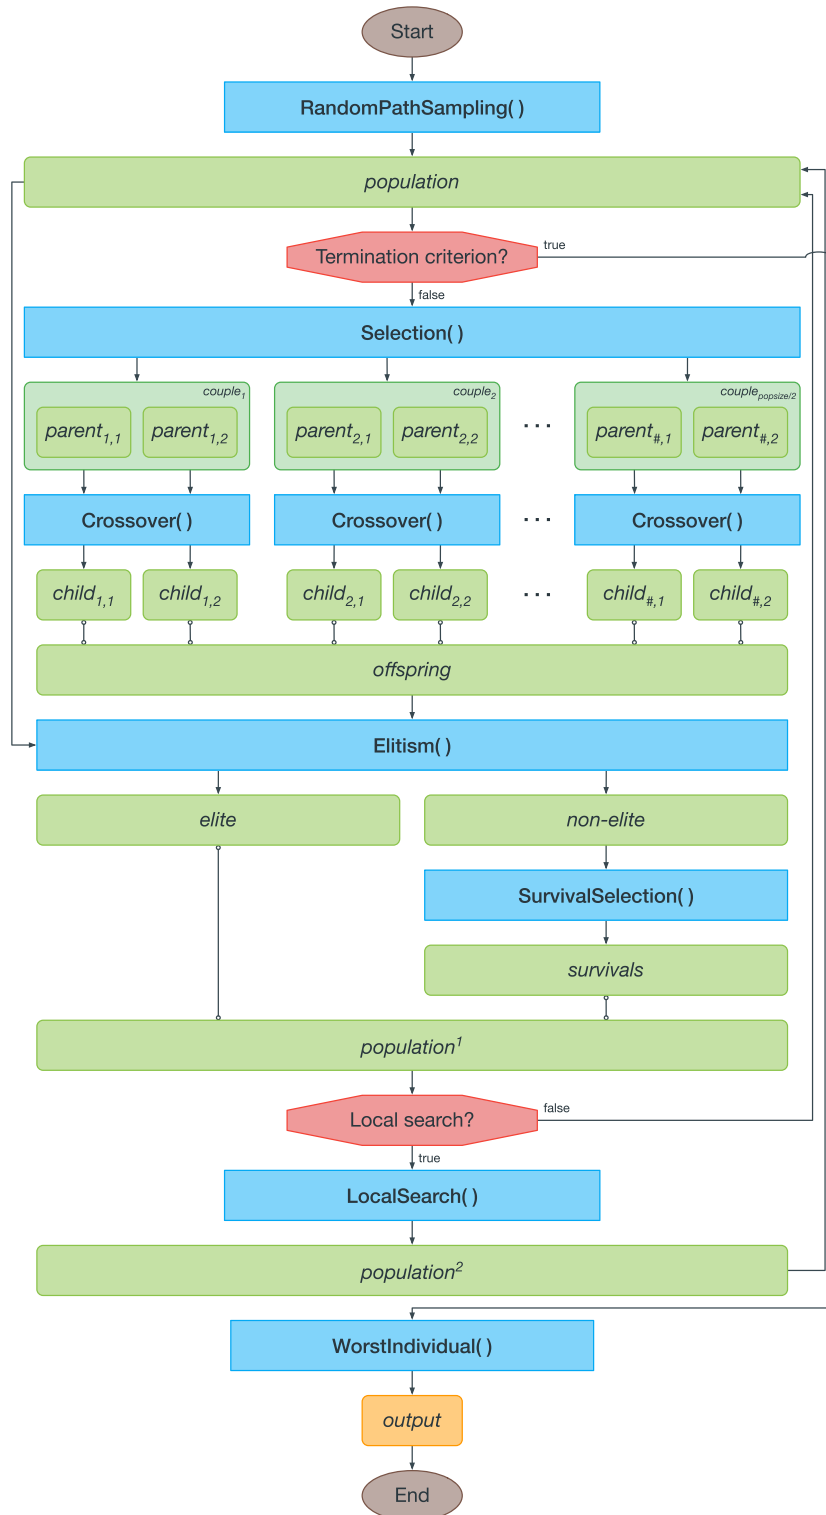 Start
RandomPathSampling( )
population
Termination criterion?
true
false
Selection( )
couple1 couple2 couplepopsize/2
parent1,1 parent1,2 parent2,1 parent2,2 ... parent#,1 parent#,2
Crossover( ) Crossover( ) ... Crossover( )
child1,1 child1,2 child2,1 child2,2 ... child#,1 child#,2
offspring
Elitism( )
elite non-elite
SurvivalSelection( )
survivals
population1
Local search?
false
true
LocalSearch( )
population2
WorstIndividual( )
output
End